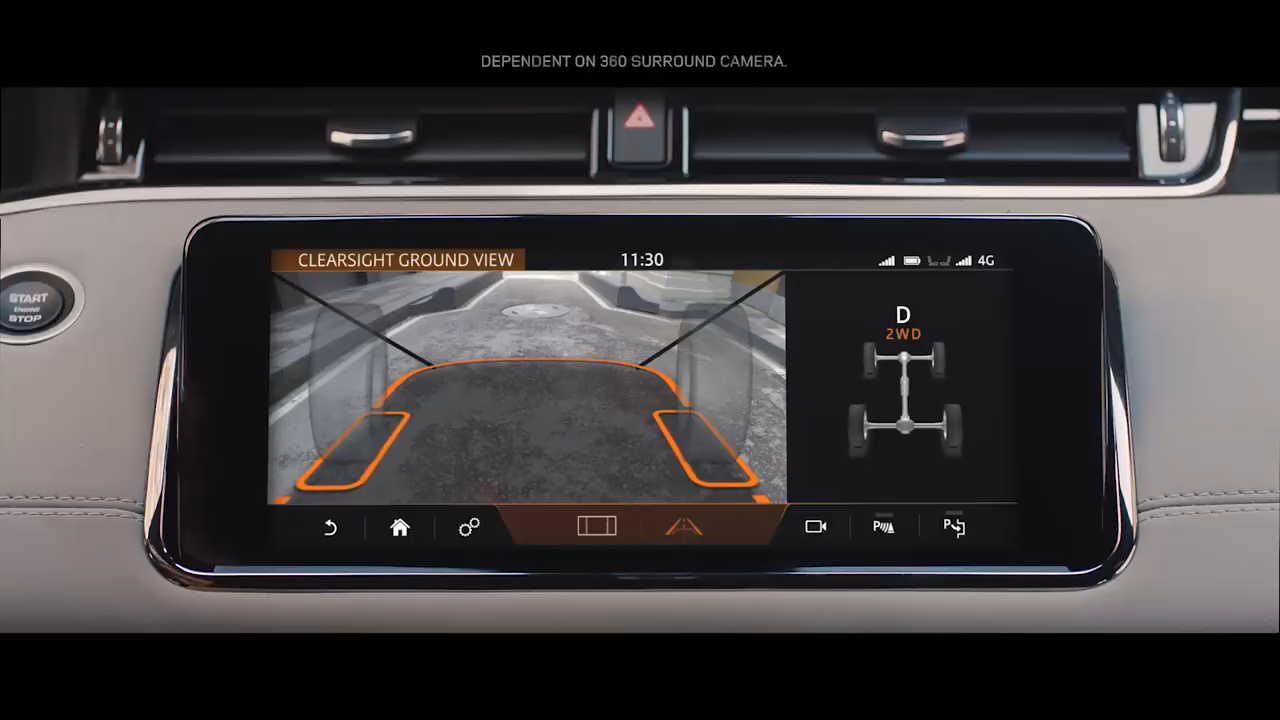 DEPENDENT ON 360 SURROUND CAMERA.
CLEARSIGHT GROUND VIEW
11:30
4G
START
ENGINE
STOP
D
2WD
P
P